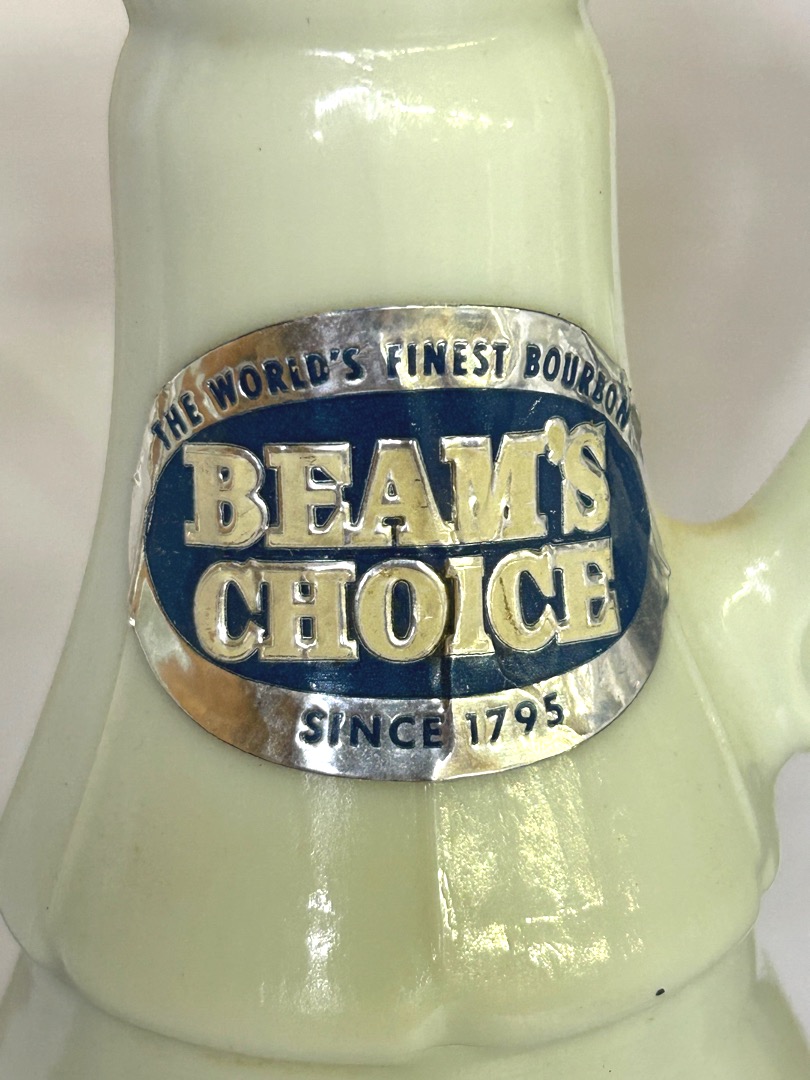 THE WORLD'S FINEST BOURBON
BEAM'S
CHOICE
SINCE 1795